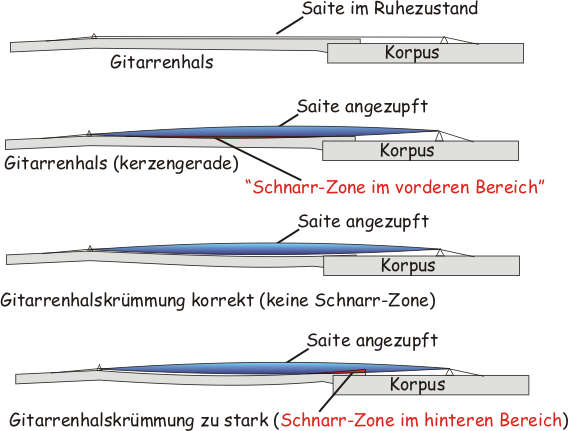 Saite im Ruhezustand
Korpus
Gitarrenhals
Saite angezupft
Korpus
Gitarrenhals (kerzengerade)
“Schnarr-Zone im vorderen Bereich”
Saite angezupft
Korpus
Gitarrenhalskrümmung korrekt (keine Schnarr-Zone)
Saite angezupft
Korpus
Gitarrenhalskrümmung zu stark (Schnarr-Zone im hinteren Bereich)